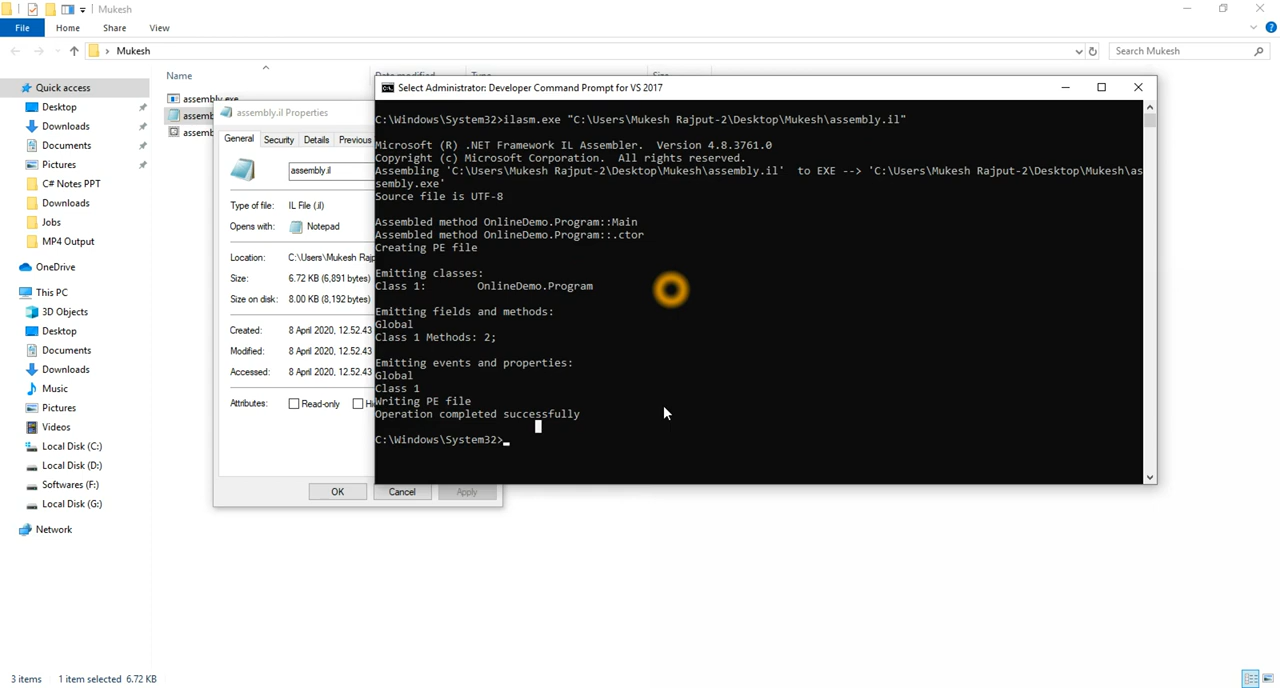 Mukesh
File Home Share View
Mukesh
Search Mukesh
Quick access
Desktop
Downloads
Documents
Pictures
C# Notes PPT
Downloads
Jobs
MP4 Output
OneDrive
This PC
3D Objects
Desktop
Documents
Downloads
Music
Pictures
Videos
Local Disk (C:)
Local Disk (D:)
Softwares (F:)
Local Disk (G:)
Network
Name
assembly.exe
assembly.il Properties
General Security Details Previous
assembly.il
Type of file: IL File (.il)
Opens with: Notepad
Location: C:\Users\Mukesh
Size: 6.72 KB (6,891 bytes)
Size on disk: 8.00 KB (8,192 bytes)
Created: 8 April 2020, 12.52.43
Modified: 8 April 2020, 12.52.43
Accessed: 8 April 2020, 12.52.43
Attributes: Read-only
OK Cancel Apply
Select Administrator: Developer Command Prompt for VS 2017
C:\Windows\System32>ilasm.exe "C:\Users\Mukesh Rajput-2\Desktop\Mukesh\assembly.il"
Microsoft (R) .NET Framework IL Assembler. Version 4.8.3761.0
Copyright (c) Microsoft Corporation. All rights reserved.
Assembling 'C:\Users\Mukesh Rajput-2\Desktop\Mukesh\assembly.il' to EXE --> 'C:\Users\Mukesh Rajput-2\Desktop\Mukesh\as
sembly.exe'
Source file is UTF-8
Assembled method OnlineDemo.Program::Main
Assembled method OnlineDemo.Program::.ctor
Creating PE file
Emitting classes:
Class 1: OnlineDemo.Program
Emitting fields and methods:
Global
Class 1 Methods: 2;
Emitting events and properties:
Global
Class 1
Writing PE file
Operation completed successfully
C:\Windows\System32>_
3 items 1 item selected 6.72 KB